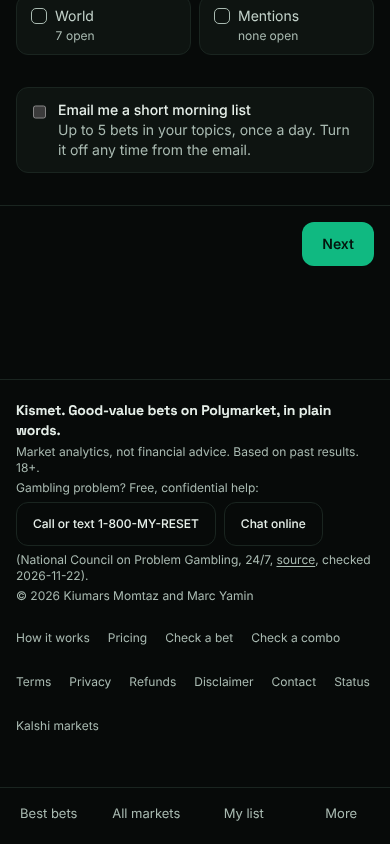 World
7 open
Mentions
none open
Email me a short morning list
Up to 5 bets in your topics, once a day. Turn
it off any time from the email.
Next
Kismet. Good-value bets on Polymarket, in plain
words.
Market analytics, not financial advice. Based on past results.
18+.
Gambling problem? Free, confidential help:
Call or text 1-800-MY-RESET
Chat online
(National Council on Problem Gambling, 24/7, source, checked
2026-11-22).
© 2026 Kiumars Momtaz and Marc Yamin
How it works Pricing Check a bet Check a combo
Terms Privacy Refunds Disclaimer Contact Status
Kalshi markets
Best bets All markets My list More